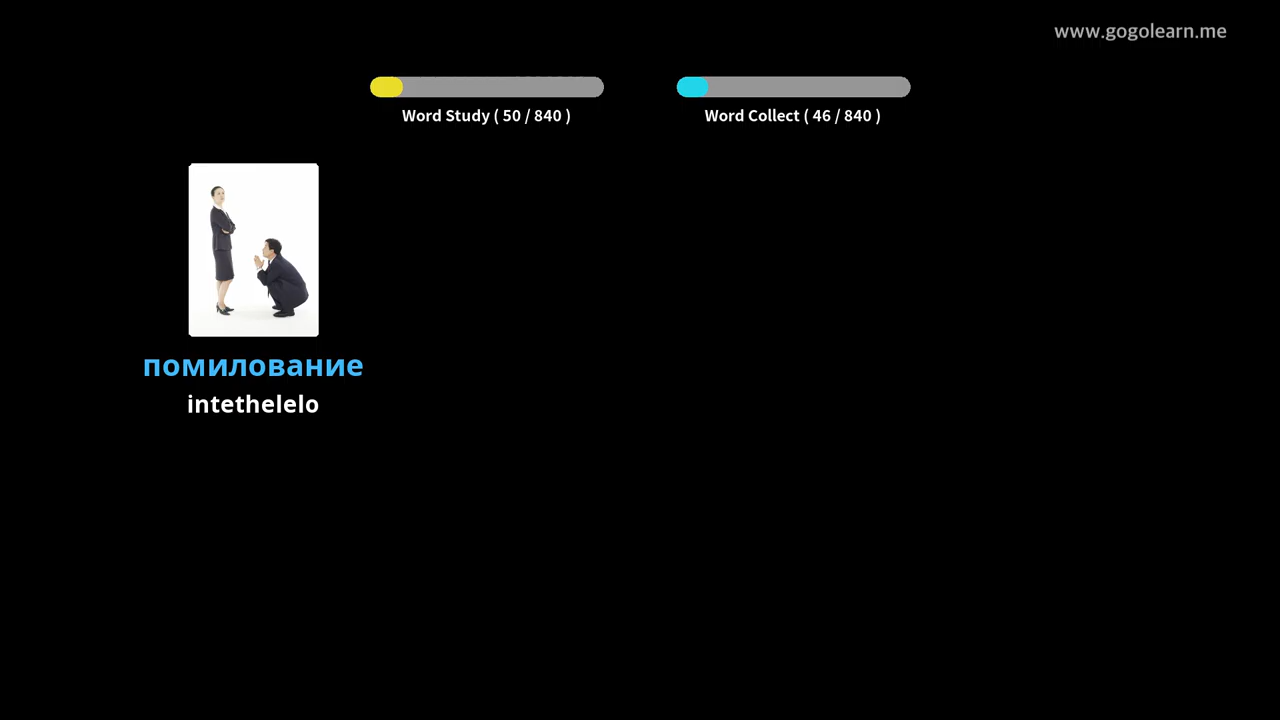 www.gogolearn.me
Word Study ( 50 / 840 )
Word Collect ( 46 / 840 )
помилование
intethelelo